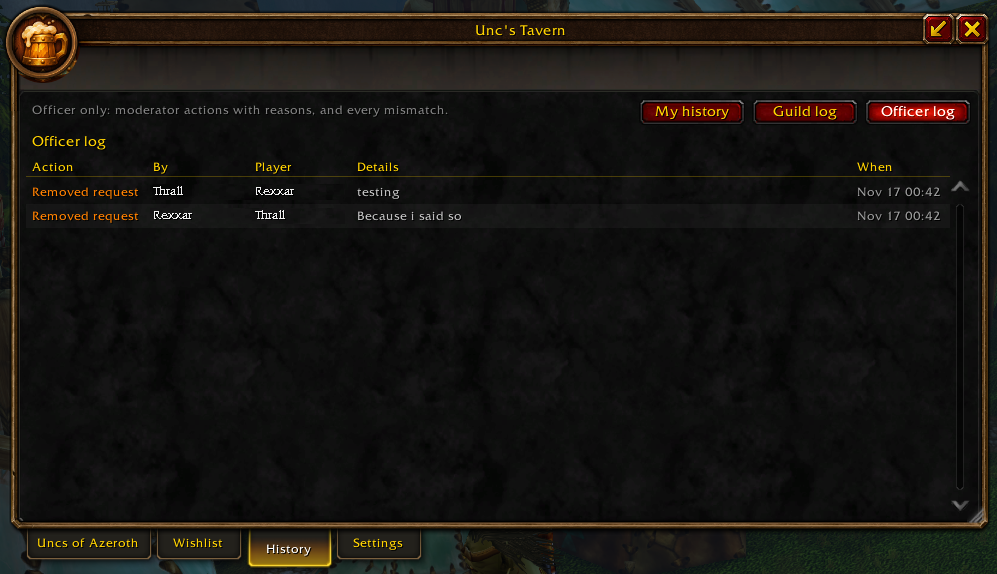 Unc's Tavern
Officer only: moderator actions with reasons, and every mismatch.
My history
Guild log
Officer log
Officer log
Action By Player Details When
Removed request Thrall Rexxar testing Nov 17 00:42
Removed request Rexxar Thrall Because i said so Nov 17 00:42
Uncs of Azeroth
Wishlist
History
Settings